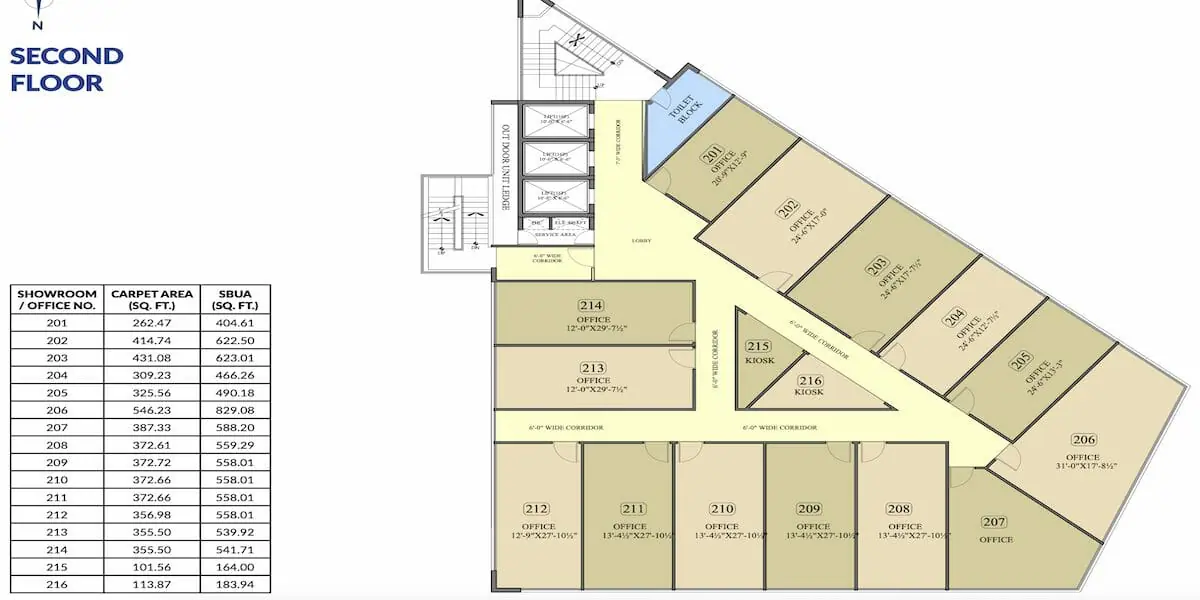 N
SECOND
FLOOR
SHOWROOM
/ OFFICE NO.
CARPET AREA
(SQ. FT.)
SBUA
(SQ. FT.)
201 262.47 404.61
202 414.74 622.50
203 431.08 623.01
204 309.23 466.26
205 325.56 490.18
206 546.23 829.08
207 387.33 588.20
208 372.61 559.29
209 372.72 558.01
210 372.66 558.01
211 372.66 558.01
212 356.98 558.01
213 355.50 539.92
214 355.50 541.71
215 101.56 164.00
216 113.87 183.94
DN
UP
TOILET
BLOCK
7'-0" WIDE CORRIDOR
OUT DOOR UNIT LEDGE
SERVICE AREA
UP
DN
6'-0" WIDE
CORRIDOR
LOBBY
201
OFFICE
20'-9"X12'-9"
202
OFFICE
24'-6"X17'-0"
203
OFFICE
24'-6"X17'-7½"
204
OFFICE
24'-6"X12'-7½"
205
OFFICE
24'-6"X13'-3"
206
OFFICE
31'-0"X17'-8½"
207
OFFICE
6'-0" WIDE CORRIDOR
214
OFFICE
12'-0"X29'-7½"
213
OFFICE
12'-0"X29'-7½"
6'-0" WIDE CORRIDOR
215
KIOSK
216
KIOSK
6'-0" WIDE CORRIDOR
6'-0" WIDE CORRIDOR
212
OFFICE
12'-9"X27'-10½"
211
OFFICE
13'-4½"X27'-10½
210
OFFICE
13'-4½"X27'-10½
209
OFFICE
13'-4½"X27'-10½
208
OFFICE
13'-4½"X27'-10½